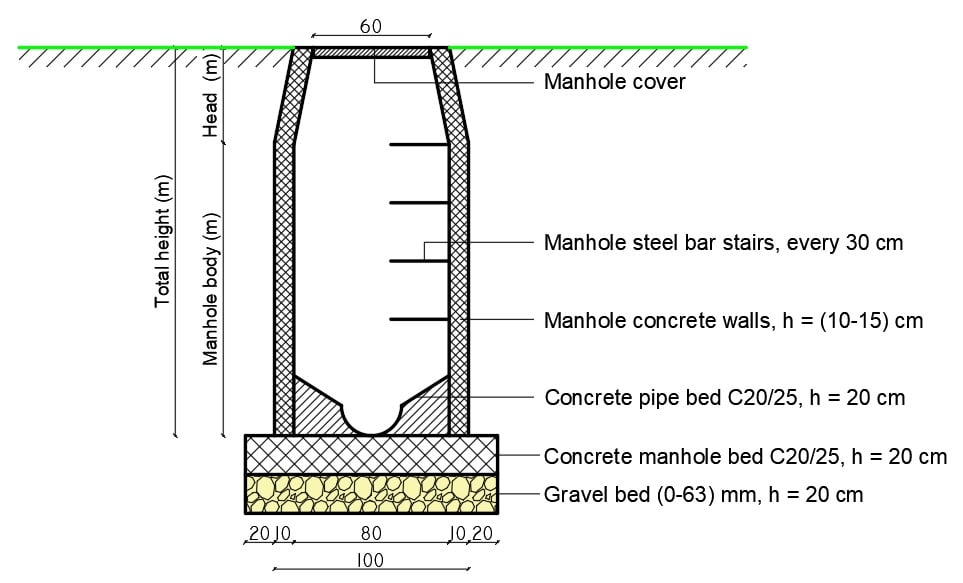 60
Manhole cover
Head (m)
Total height (m)
Manhole body (m)
Manhole steel bar stairs, every 30 cm
Manhole concrete walls, h = (10-15) cm
Concrete pipe bed C20/25, h = 20 cm
Concrete manhole bed C20/25, h = 20 cm
Gravel bed (0-63) mm, h = 20 cm
20 10 80 10 20
100